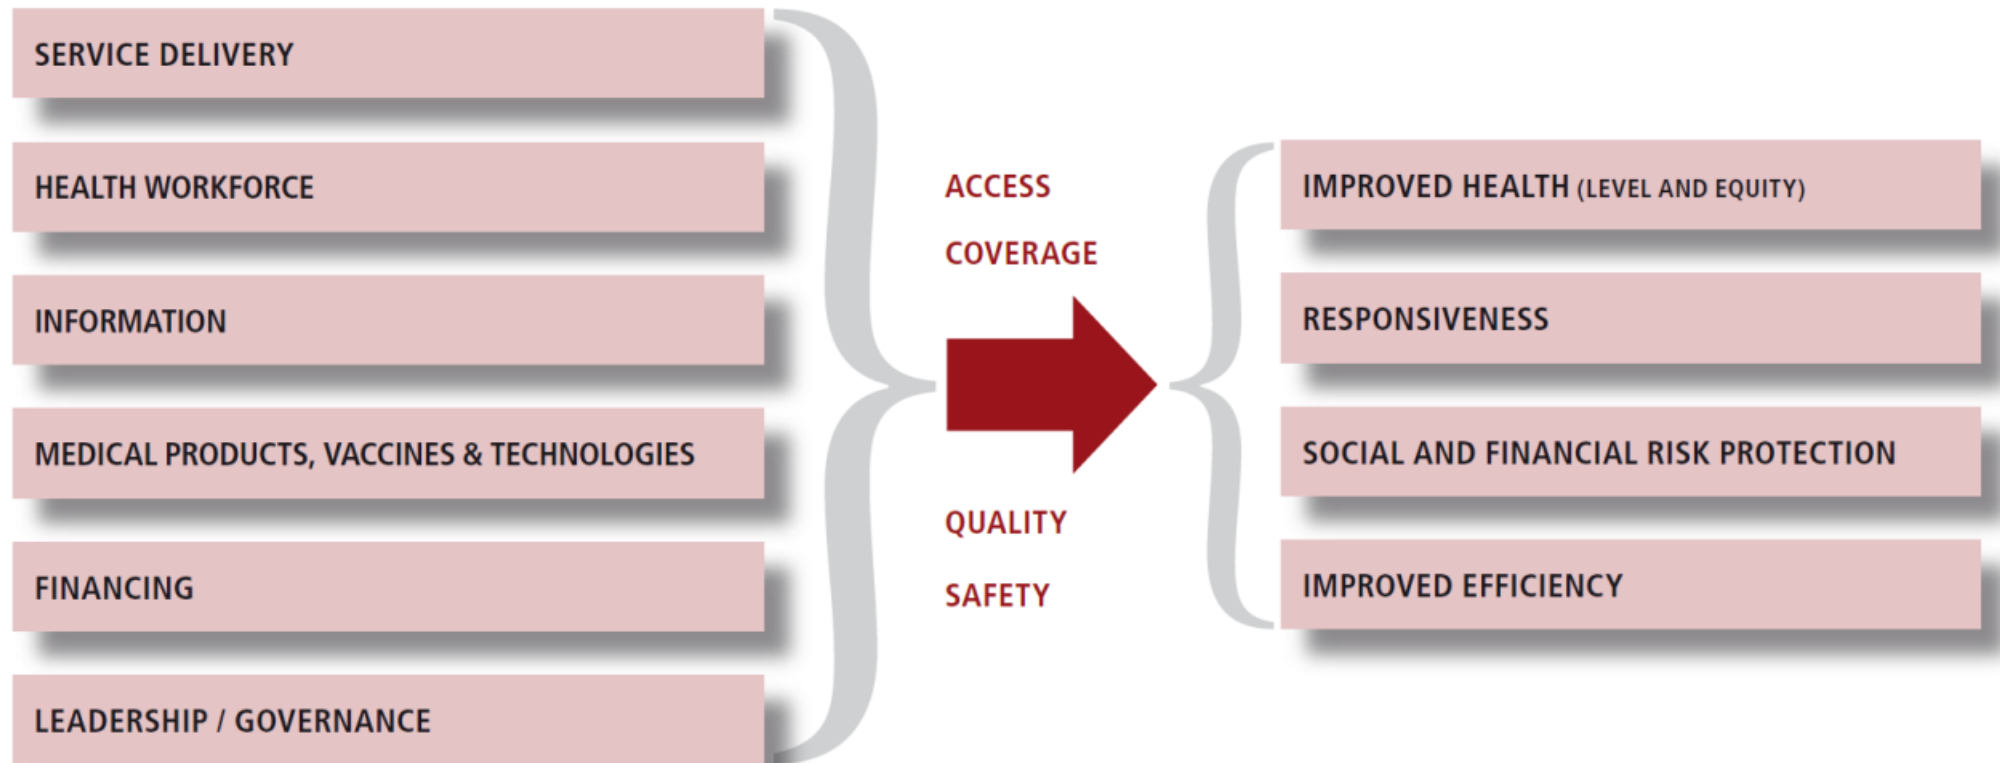 SERVICE DELIVERY
HEALTH WORKFORCE
INFORMATION
MEDICAL PRODUCTS, VACCINES & TECHNOLOGIES
FINANCING
LEADERSHIP / GOVERNANCE
ACCESS
COVERAGE
QUALITY
SAFETY
IMPROVED HEALTH (LEVEL AND EQUITY)
RESPONSIVENESS
SOCIAL AND FINANCIAL RISK PROTECTION
IMPROVED EFFICIENCY